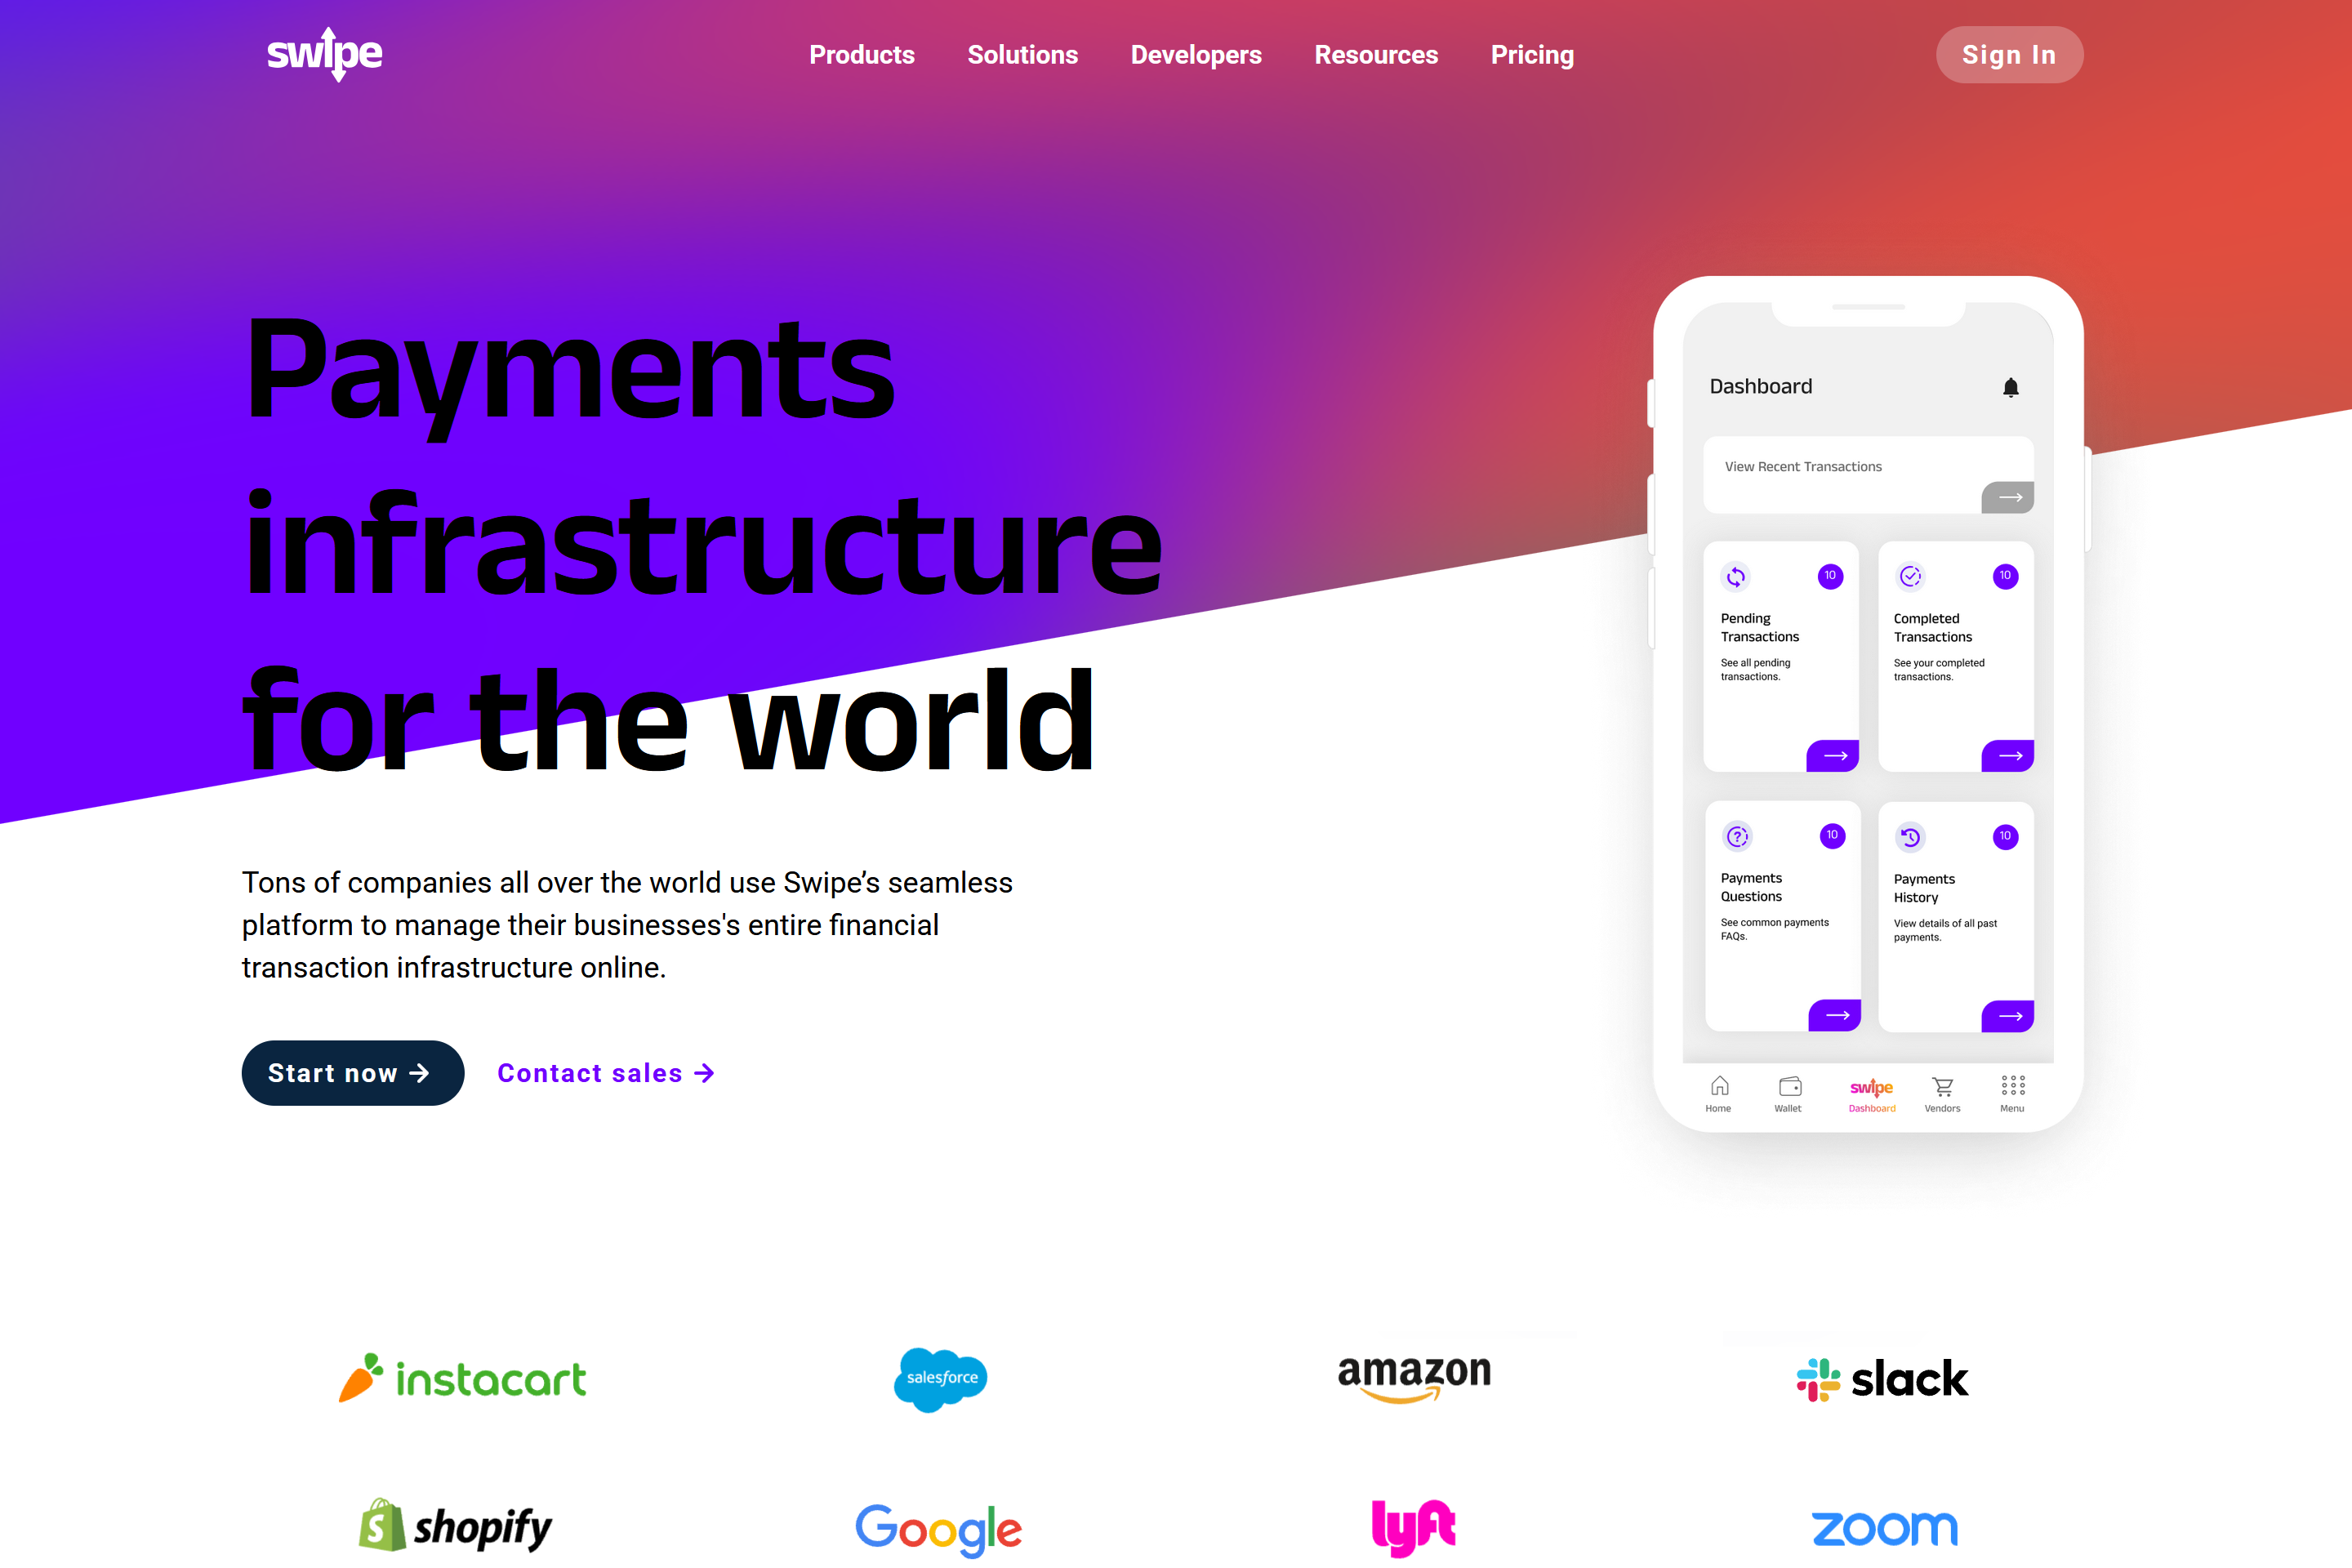 swipe
Products Solutions Developers Resources Pricing
Sign In
Payments
infrastructure
for the world
Tons of companies all over the world use Swipe’s seamless
platform to manage their businesses's entire financial
transaction infrastructure online.
Start now → Contact sales →
Dashboard
View Recent Transactions
10
Pending
Transactions
See all pending
transactions.
10
Completed
Transactions
See your completed
transactions.
10
Payments
Questions
See common payments
FAQs.
10
Payments
History
View details of all past
payments.
swipe
Home Wallet Dashboard Vendors Menu
instacart salesforce amazon slack
S shopify Google lyft zoom